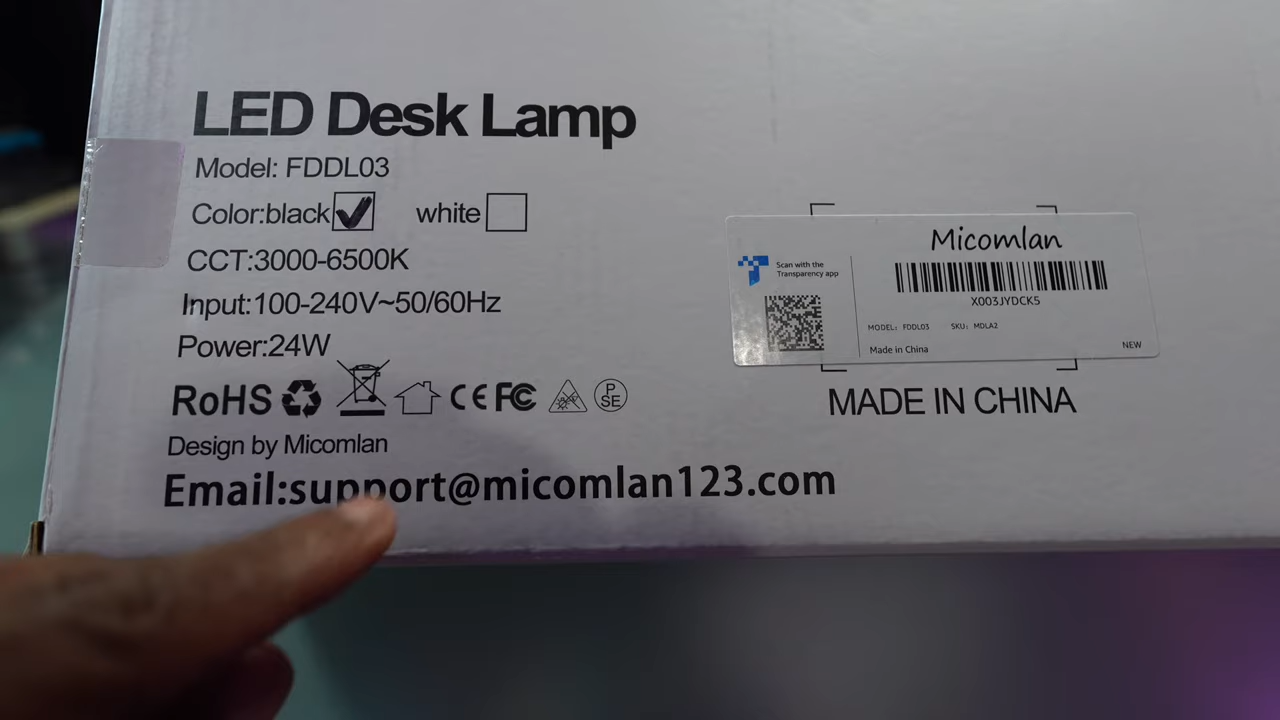 LED Desk Lamp
Model: FDDL03
Color:black white
CCT:3000-6500K
Input:100-240V~50/60Hz
Power:24W
RoHS CE FC PSE
Design by Micomlan
Email:support@micomlan123.com
Micomlan
Scan with the
Transparency app
X003JYDCK5
MODEL: FDDL03 SKU: MDLA2
Made in China
NEW
MADE IN CHINA